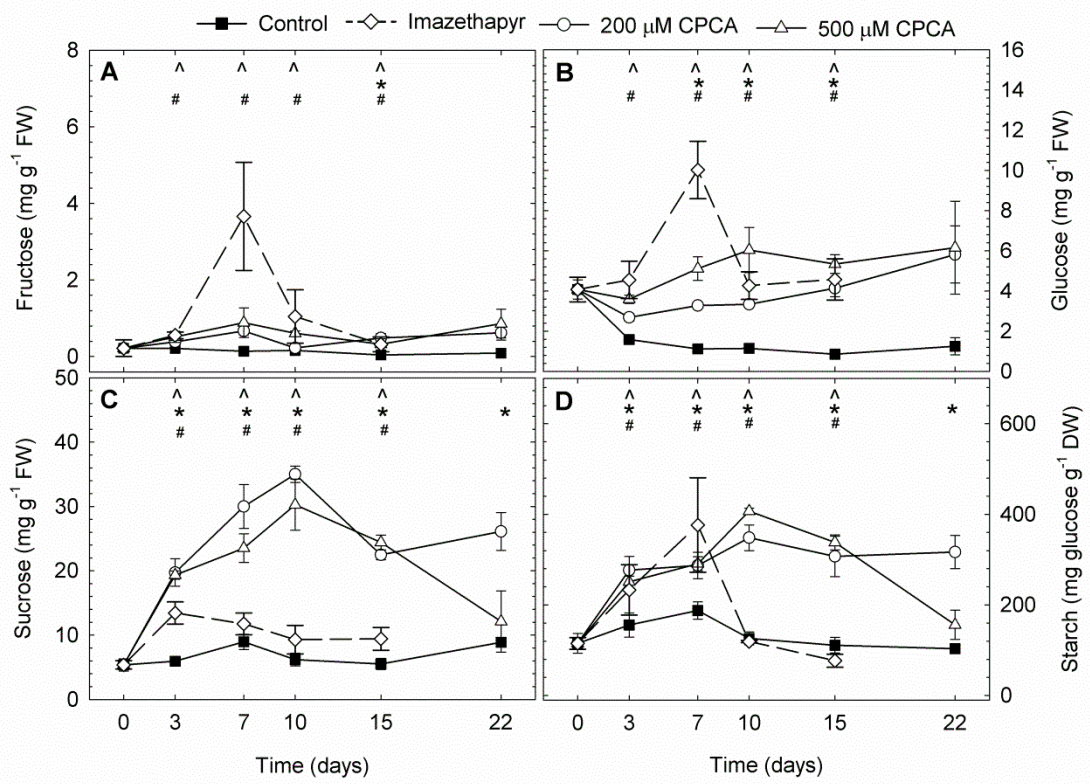 Control Imazethapyr 200 μM CPCA 500 μM CPCA
A
^ ^ ^ ^
*
# # # #
8
6
4
2
0
Fructose (mg g-1 FW)
B
^ ^ ^ ^
* * *
# # # #
16
14
12
10
8
6
4
2
0
Glucose (mg g-1 FW)
C
^ ^ ^ ^
* * * * *
# # # #
50
40
30
20
10
0
Sucrose (mg g-1 FW)
0 3 7 10 15 22
Time (days)
D
^ ^ ^ ^
* * * * *
# # # #
600
400
200
0
Starch (mg glucose g-1 DW)
0 3 7 10 15 22
Time (days)